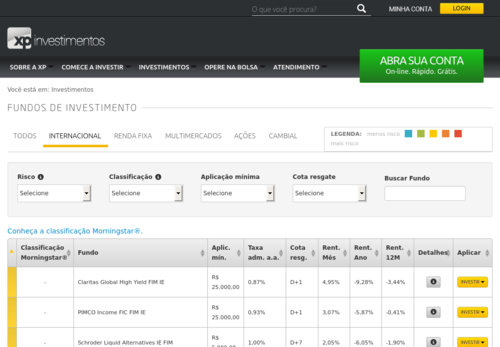 O que você procura?
MINHA CONTA
LOGIN
xp investimentos
ABRA SUA CONTA
On-line. Rápido. Grátis.
SOBRE A XP
COMECE A INVESTIR
INVESTIMENTOS
OPERE NA BOLSA
ATENDIMENTO
Você está em: Investimentos
FUNDOS DE INVESTIMENTO
TODOS
INTERNACIONAL
RENDA FIXA
MULTIMERCADOS
AÇÕES
CAMBIAL
LEGENDA: menos risco
mais risco
Risco
Classificação
Aplicação mínima
Cota resgate
Buscar Fundo
Selecione
Selecione
Selecione
Selecione
Conheça a classificação Morningstar®.
Classificação Morningstar®
Fundo
Aplic. mín.
Taxa adm. a.a.
Cota resg.
Rent. Mês
Rent. Ano
Rent. 12M
Detalhes
Aplicar
- Claritas Global High Yield FIM IE R$ 25.000,00 0,87% D+1 4,95% -9,28% -3,44% INVESTIR
- PIMCO Income FIC FIM IE R$ 25.000,00 0,93% D+1 3,07% -5,87% -0,41% INVESTIR
- Schroder Liquid Alternatives IE FIM R$ 1,00% D+7 2,05% -6,05% -1,90% INVESTIR